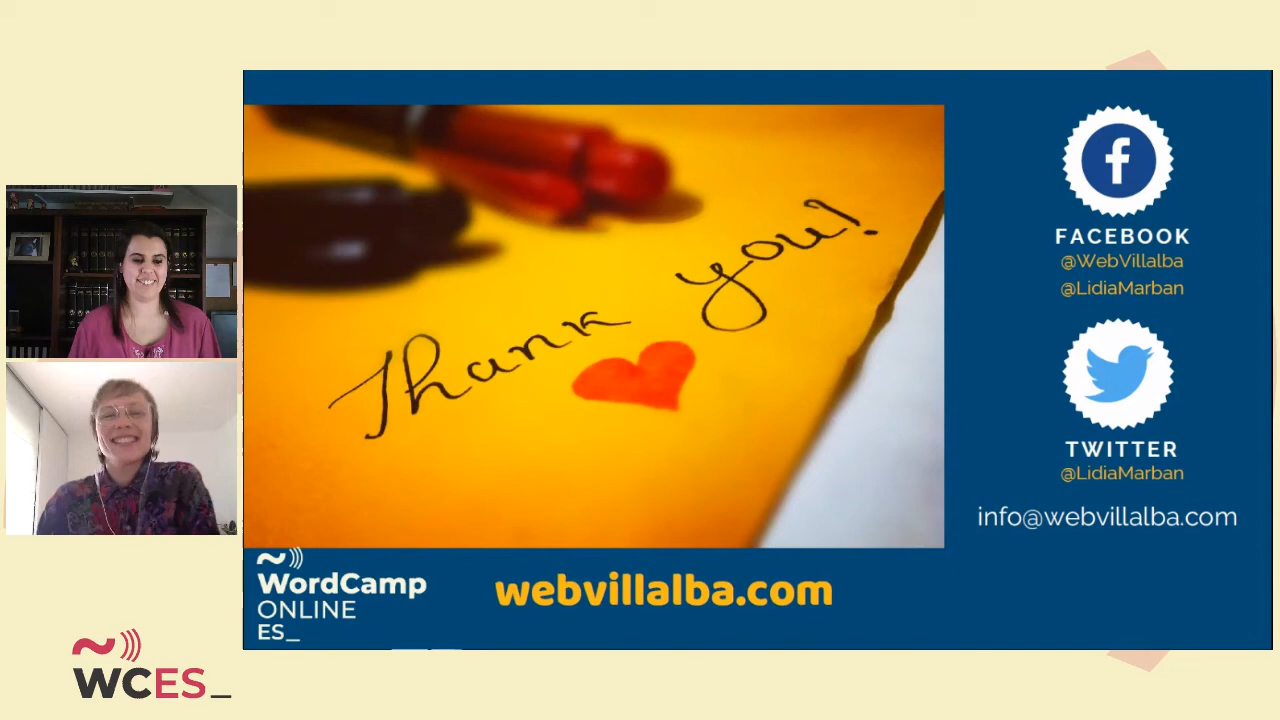 Thank you!
FACEBOOK
@WebVillalba
@LidiaMarban
TWITTER
@LidiaMarban
info@webvillalba.com
WordCamp
ONLINE
ES_
webvillalba.com
WCES_